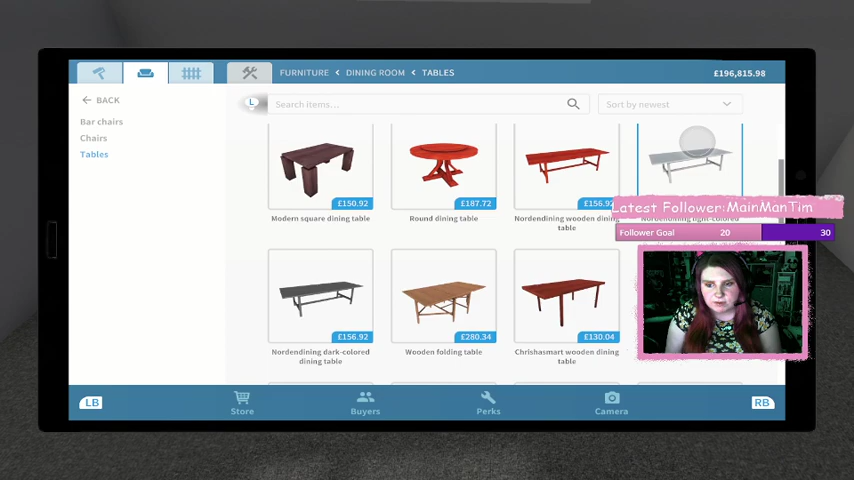 FURNITURE < DINING ROOM < TABLES
£196,815.98
BACK
L
Search items...
Sort by newest
Bar chairs
Chairs
Tables
£150.92
£187.72
£156.92
Modern square dining table
Round dining table
Nordendining wooden dining table
Nordendining light-colored
Latest Follower:MainManTim
Follower Goal 20 30
£156.92
£280.34
£130.04
Nordendining dark-colored dining table
Wooden folding table
Chrishasmart wooden dining table
LB
Store
Buyers
Perks
Camera
RB